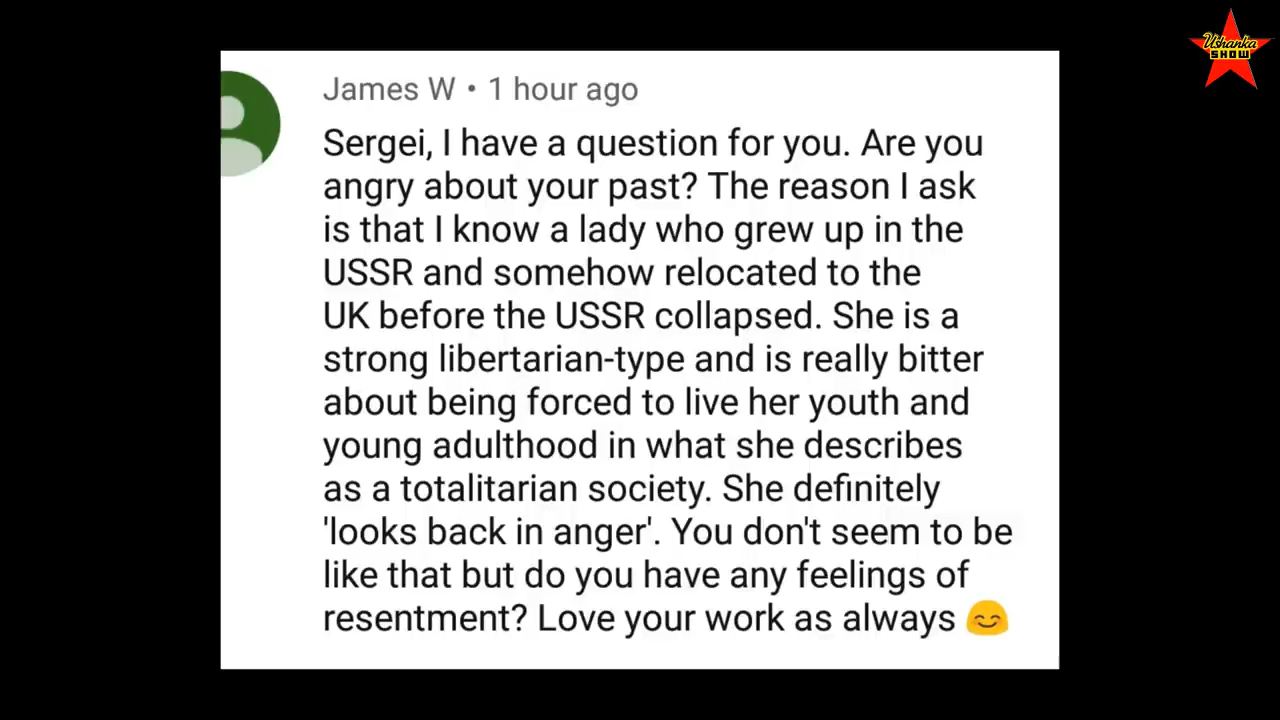 Ushanka
SHOW
James W • 1 hour ago
Sergei, I have a question for you. Are you
angry about your past? The reason I ask
is that I know a lady who grew up in the
USSR and somehow relocated to the
UK before the USSR collapsed. She is a
strong libertarian-type and is really bitter
about being forced to live her youth and
young adulthood in what she describes
as a totalitarian society. She definitely
'looks back in anger'. You don't seem to be
like that but do you have any feelings of
resentment? Love your work as always 😊